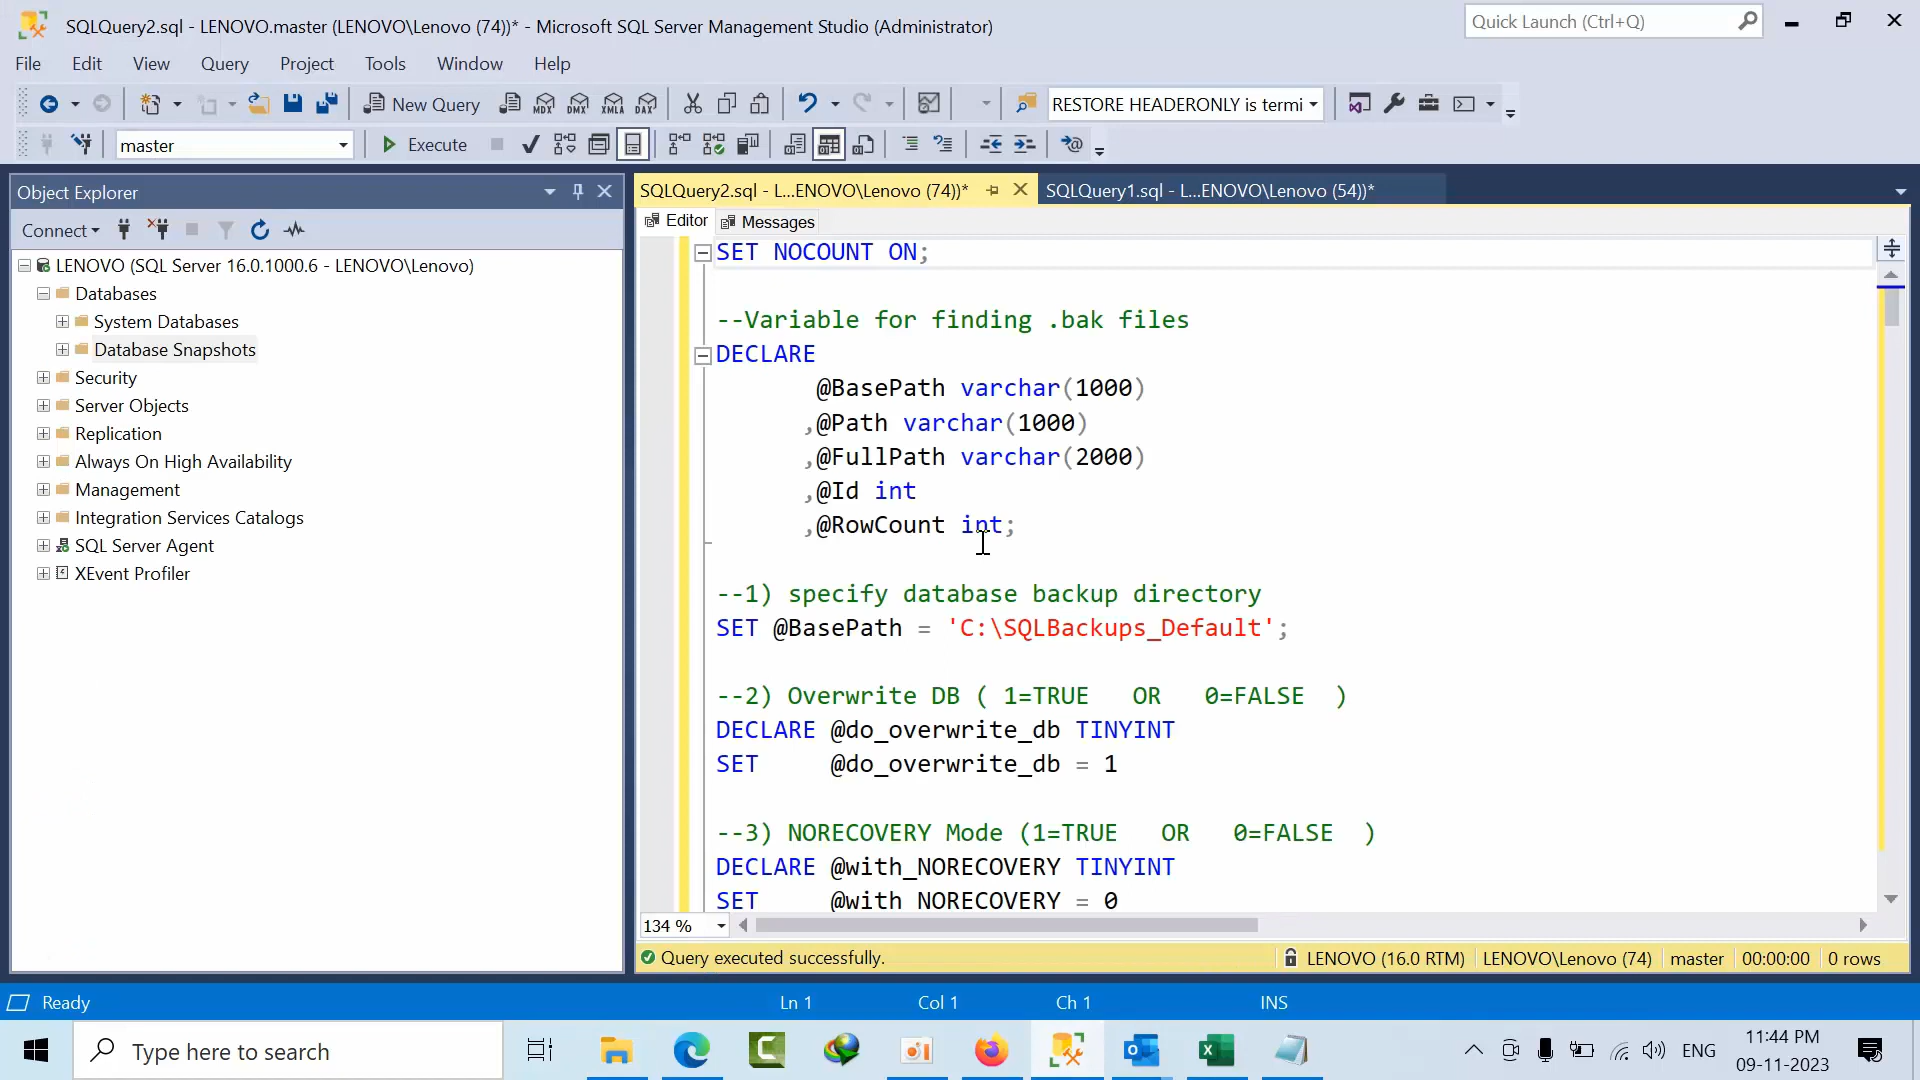 SQLQuery2.sql - LENOVO.master (LENOVO\Lenovo (74))* - Microsoft SQL Server Management Studio (Administrator)
Quick Launch (Ctrl+Q)
File Edit View Query Project Tools Window Help
New Query
MDX DMX XMLA DAX
RESTORE HEADERONLY is termi
master
Execute
Object Explorer
SQLQuery2.sql - L...ENOVO\Lenovo (74))*
SQLQuery1.sql - L...ENOVO\Lenovo (54))*
Connect
Editor
Messages
LENOVO (SQL Server 16.0.1000.6 - LENOVO\Lenovo)
Databases
System Databases
Database Snapshots
Security
Server Objects
Replication
Always On High Availability
Management
Integration Services Catalogs
SQL Server Agent
XEvent Profiler
SET NOCOUNT ON;
--Variable for finding .bak files
DECLARE
@BasePath varchar(1000)
,@Path varchar(1000)
,@FullPath varchar(2000)
,@Id int
,@RowCount int;
--1) specify database backup directory
SET @BasePath = 'C:\SQLBackups_Default';
--2) Overwrite DB ( 1=TRUE OR 0=FALSE )
DECLARE @do_overwrite_db TINYINT
SET @do_overwrite_db = 1
--3) NORECOVERY Mode (1=TRUE OR 0=FALSE )
DECLARE @with_NORECOVERY TINYINT
SET @with NORECOVERY = 0
134 %
Query executed successfully.
LENOVO (16.0 RTM)
LENOVO\Lenovo (74)
master
00:00:00
0 rows
Ready
Ln 1
Col 1
Ch 1
INS
Type here to search
ENG
11:44 PM
09-11-2023